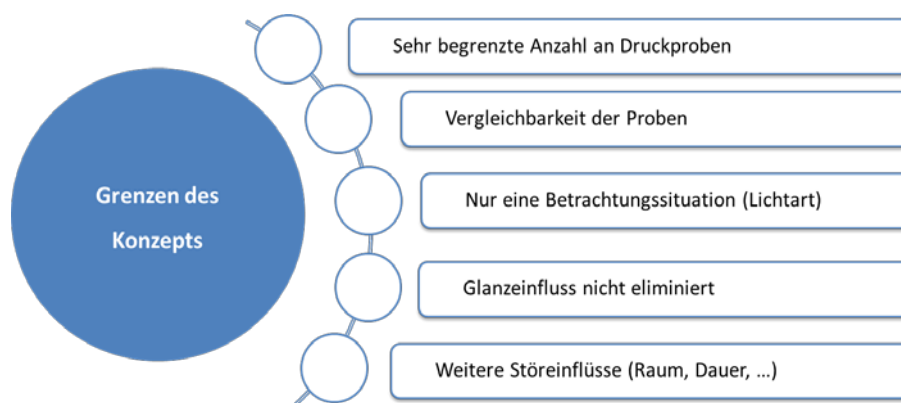 Sehr begrenzte Anzahl an Druckproben
Vergleichbarkeit der Proben
Grenzen des
Konzepts
Nur eine Betrachtungssituation (Lichtart)
Glanzeinfluss nicht eliminiert
Weitere Störeinflüsse (Raum, Dauer, ...)